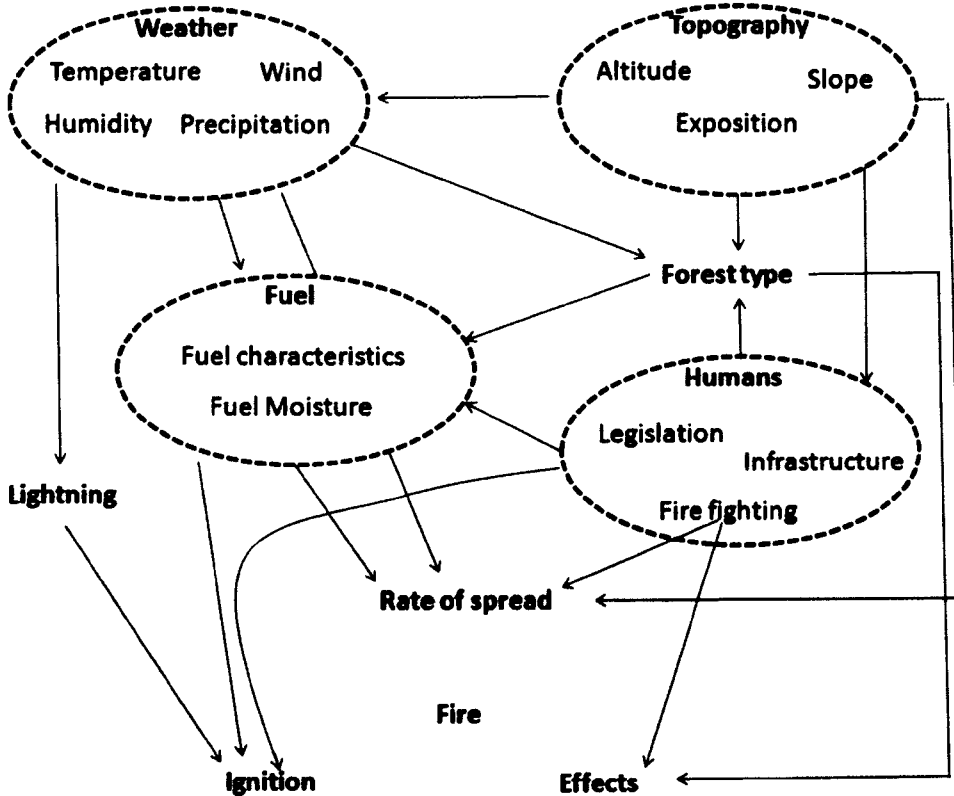 Weather
Temperature Wind
Humidity Precipitation
Topography
Altitude
Slope
Exposition
Forest type
Fuel
Fuel characteristics
Fuel Moisture
Humans
Legislation
Infrastructure
Fire fighting
Lightning
Rate of spread
Fire
Ignition
Effects